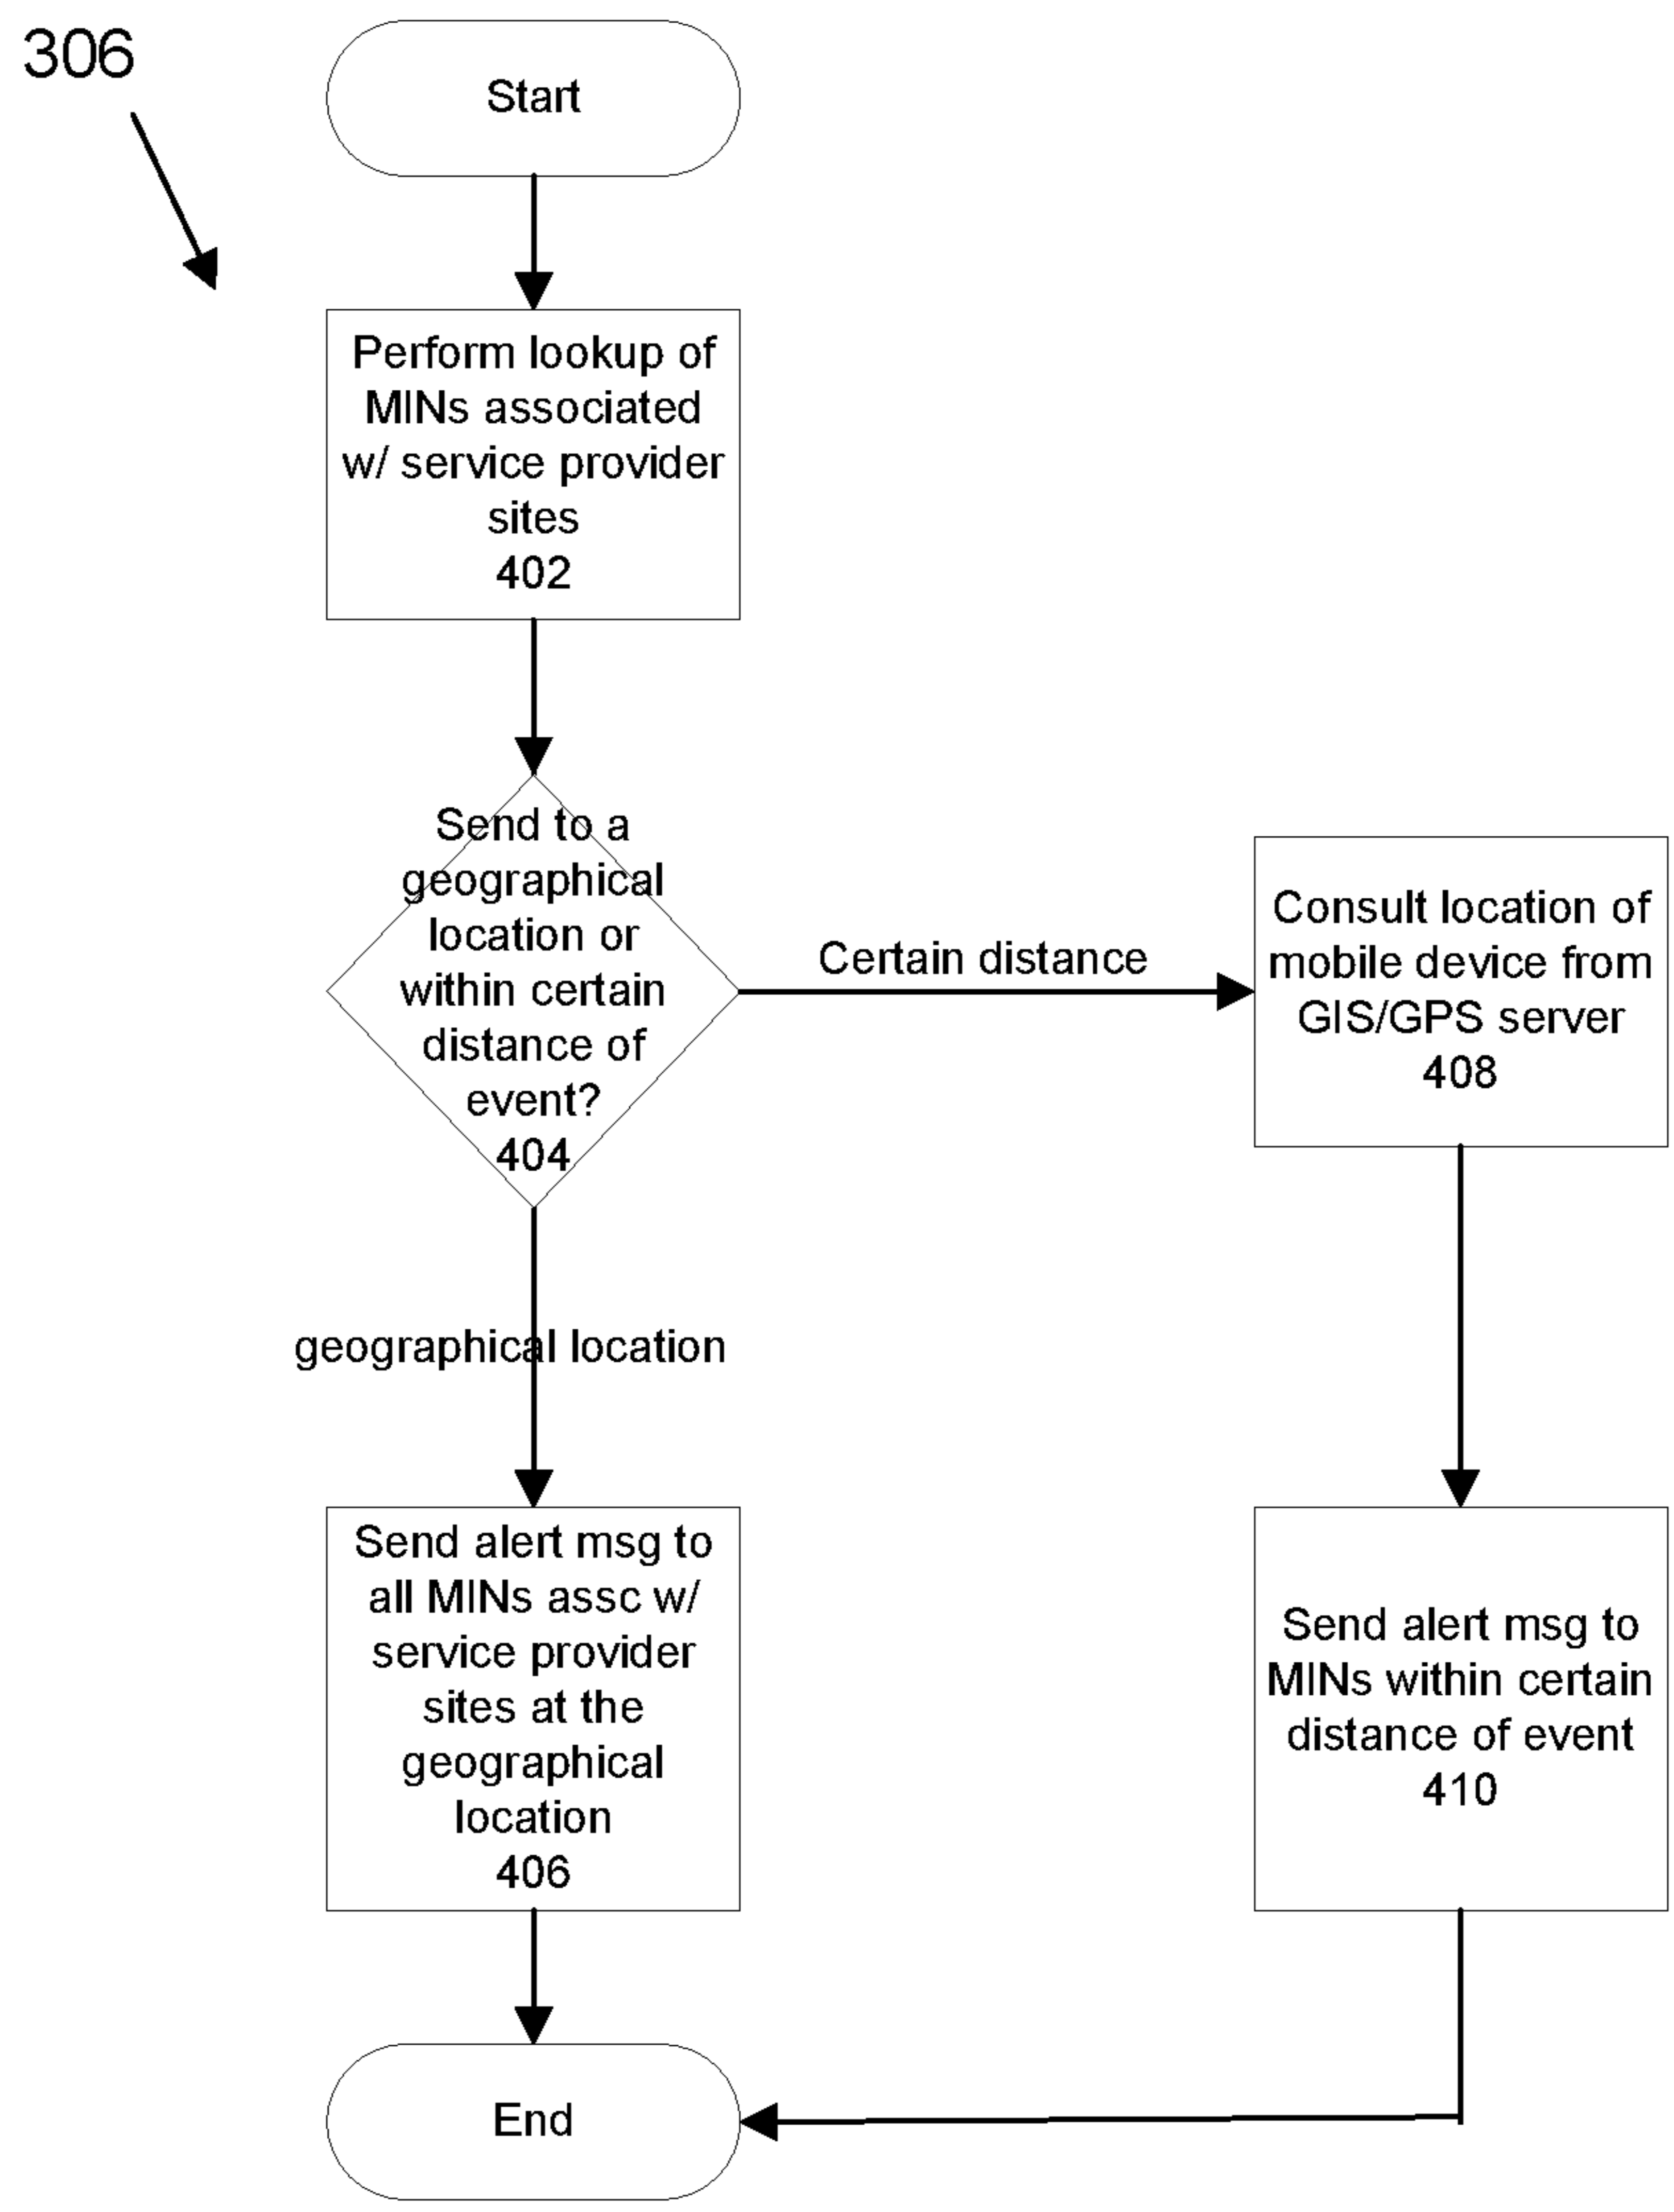 306
Start
Perform lookup of
MINs associated
w/ service provider
sites
402
Send to a
geographical
location or
within certain
distance of
event?
404
Certain distance
Consult location of
mobile device from
GIS/GPS server
408
geographical location
Send alert msg to
all MINs assc w/
service provider
sites at the
geographical
location
406
Send alert msg to
MINs within certain
distance of event
410
End